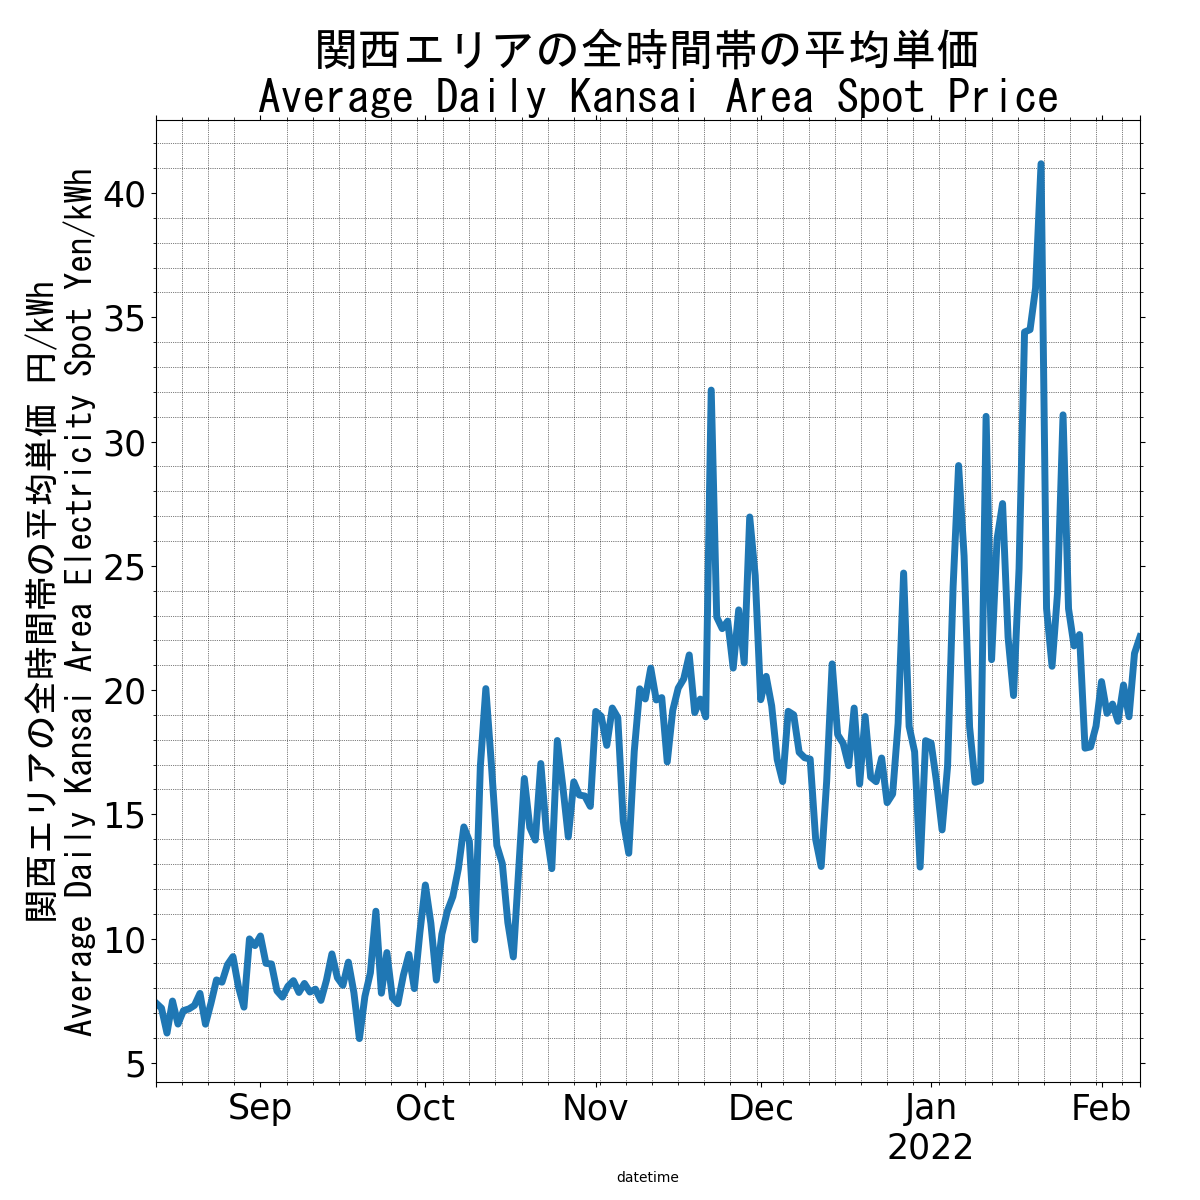 関西エリアの全時間帯の平均単価
Average Daily Kansai Area Spot Price
関西エリアの全時間帯の平均単価 円/kWh
Average Daily Kansai Area Electricity Spot Yen/kWh
40
35
30
25
20
15
10
5
Sep
Oct
Nov
Dec
Jan
2022
Feb
datetime